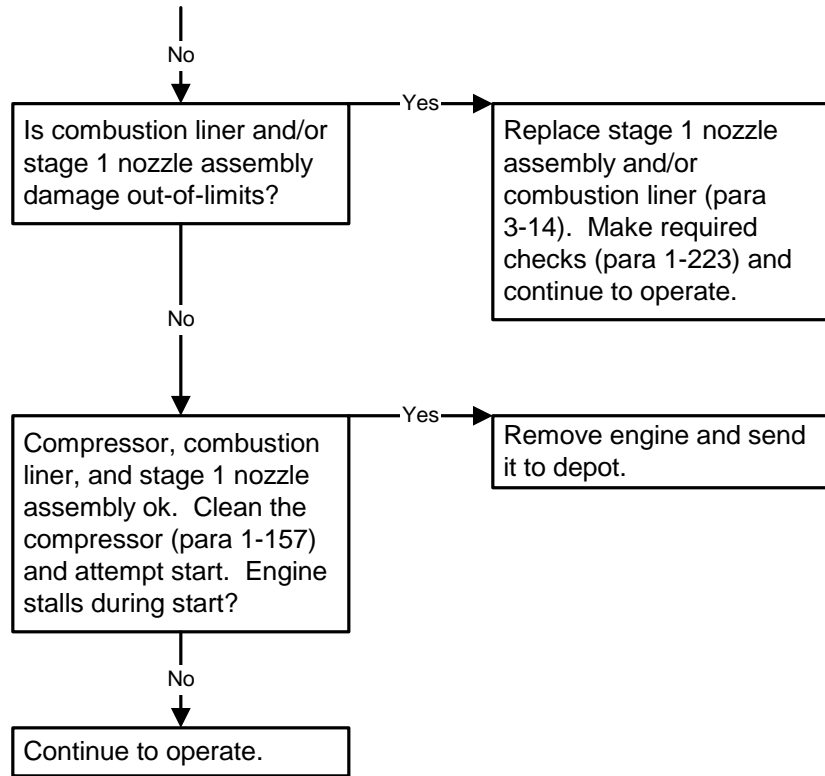 No
Is combustion liner and/or
stage 1 nozzle assembly
damage out-of-limits?
Yes
Replace stage 1 nozzle
assembly and/or
combustion liner (para
3-14).  Make required
checks (para 1-223) and
continue to operate.
No
Compressor, combustion
liner, and stage 1 nozzle
assembly ok.  Clean the
compressor (para 1-157)
and attempt start.  Engine
stalls during start?
Yes
Remove engine and send
it to depot.
No
Continue to operate.